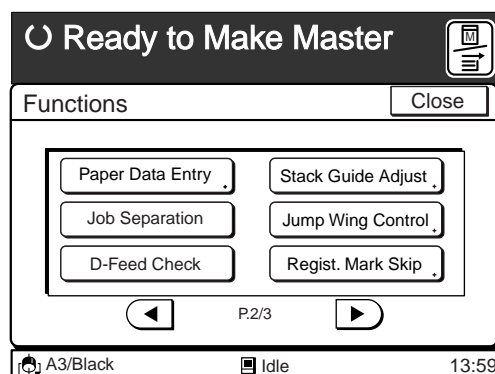 Ready to Make Master
M
Functions
Close
Paper Data Entry
Stack Guide Adjust
Job Separation
Jump Wing Control
D-Feed Check
Regist. Mark Skip
P.2/3
A3/Black
Idle
13:59